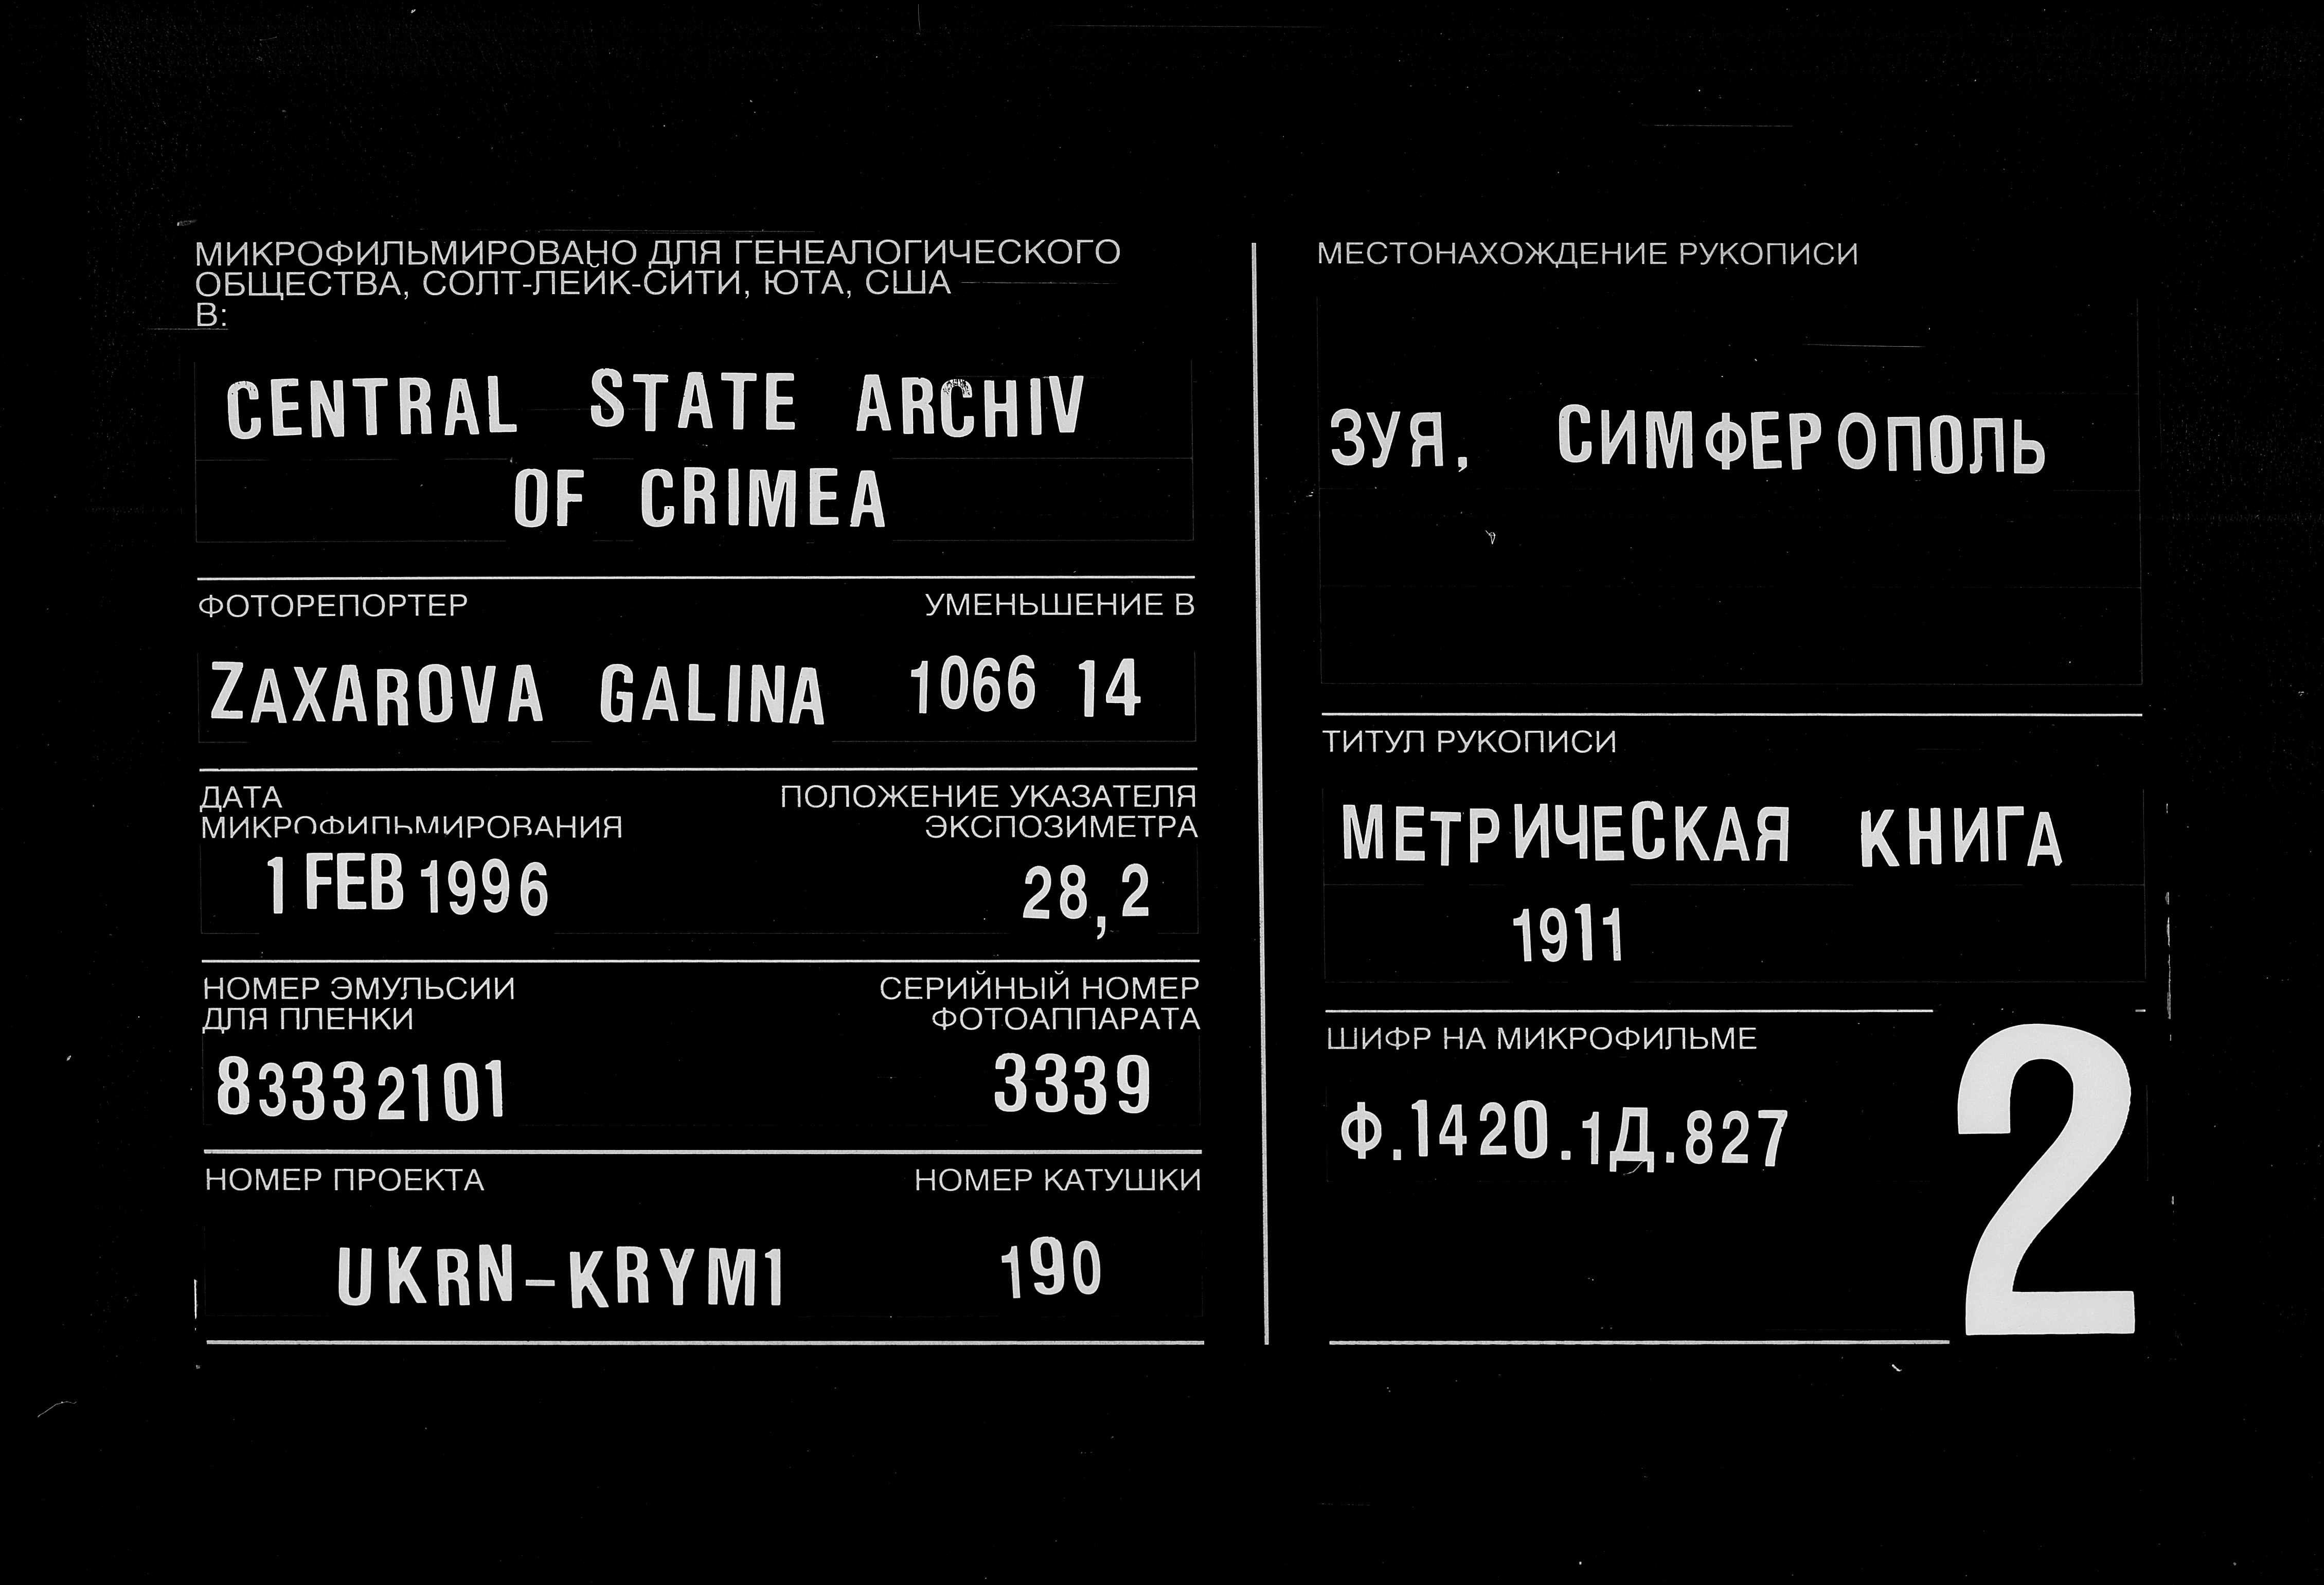 МИКРОФИЛЬМИРОВАНО ДЛЯ ГЕНЕАЛОГИЧЕСКОГО
ОБЩЕСТВА, СОЛТ-ЛЕЙК-СИТИ, ЮТА, США
В:
CENTRAL STATE ARCHIV
OF CRIMEA
ФОТОРЕПОРТЕР УМЕНЬШЕНИЕ В
ZAXAROVA GALINA 1066 14
ДАТА ПОЛОЖЕНИЕ УКАЗАТЕЛЯ
МИКРОФИЛЬМИРОВАНИЯ ЭКСПОЗИМЕТРА
1 FEB 1996 28,2
НОМЕР ЭМУЛЬСИИ СЕРИЙНЫЙ НОМЕР
ДЛЯ ПЛЕНКИ ФОТОАППАРАТА
83332101 3339
НОМЕР ПРОЕКТА НОМЕР КАТУШКИ
UKRN-KRYM1 190
МЕСТОНАХОЖДЕНИЕ РУКОПИСИ
ЗУЯ, СИМФЕРОПОЛЬ
ТИТУЛ РУКОПИСИ
МЕТРИЧЕСКАЯ КНИГА
1911
ШИФР НА МИКРОФИЛЬМЕ
Ф.1420.1Д.827
2